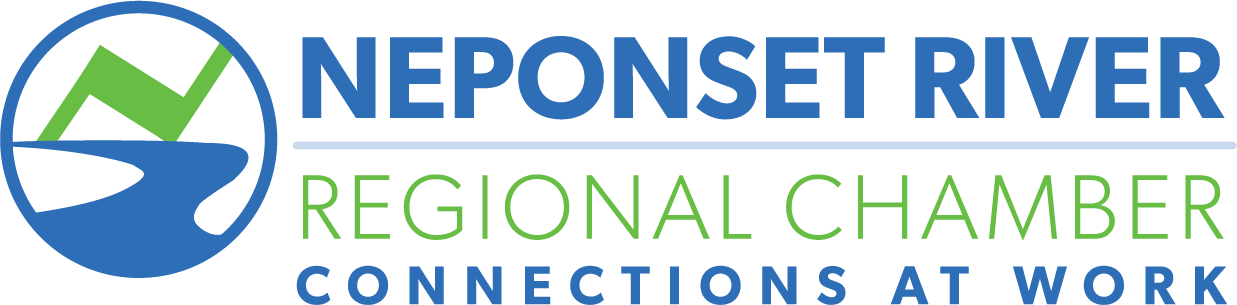 NEPONSET RIVER
REGIONAL CHAMBER
CONNECTIONS AT WORK